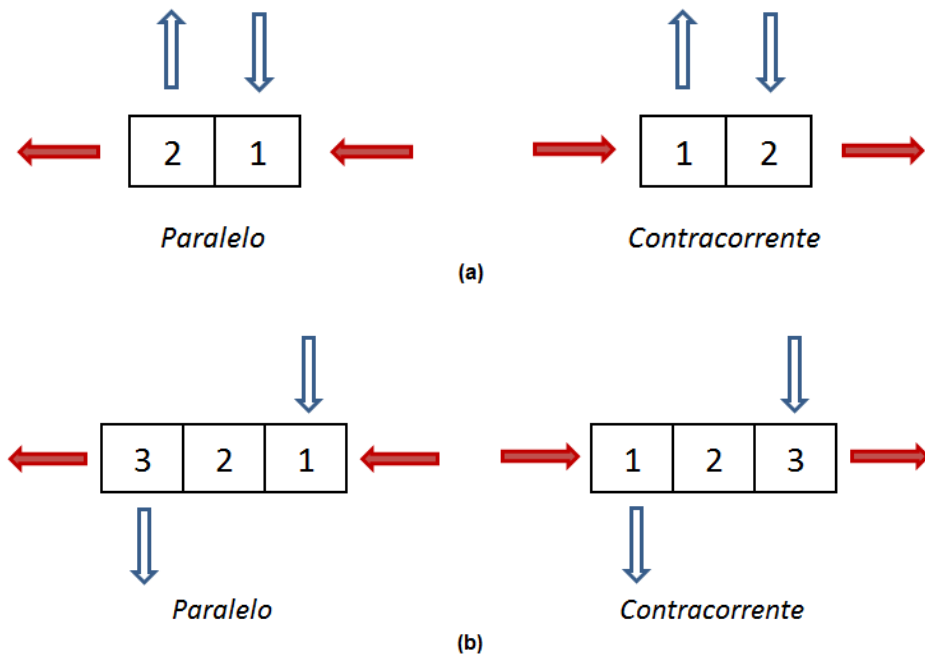 2 1
1 2
Paralelo
Contracorrente
(a)
3 2 1
1 2 3
Paralelo
Contracorrente
(b)